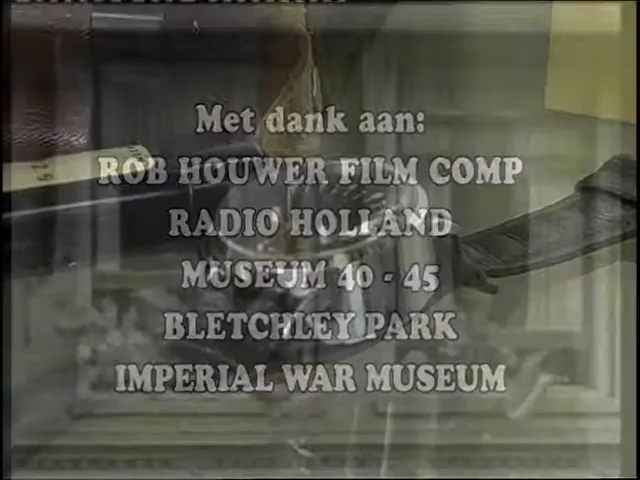 Met dank aan:
ROB HOUWER FILM COMP
RADIO HOLLAND
MUSEUM 40 - 45
BLETCHLEY PARK
IMPERIAL WAR MUSEUM